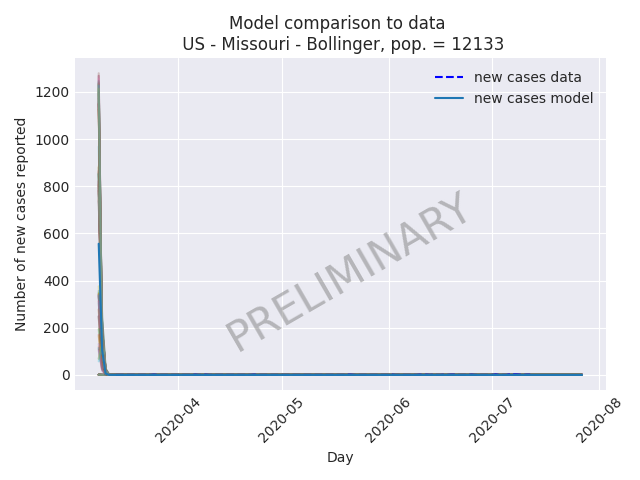 Model comparison to data
US - Missouri - Bollinger, pop. = 12133
new cases data
new cases model
1200
1000
800
600
400
200
0
Number of new cases reported
PRELIMINARY
2020-04
2020-05
2020-06
2020-07
2020-08
Day